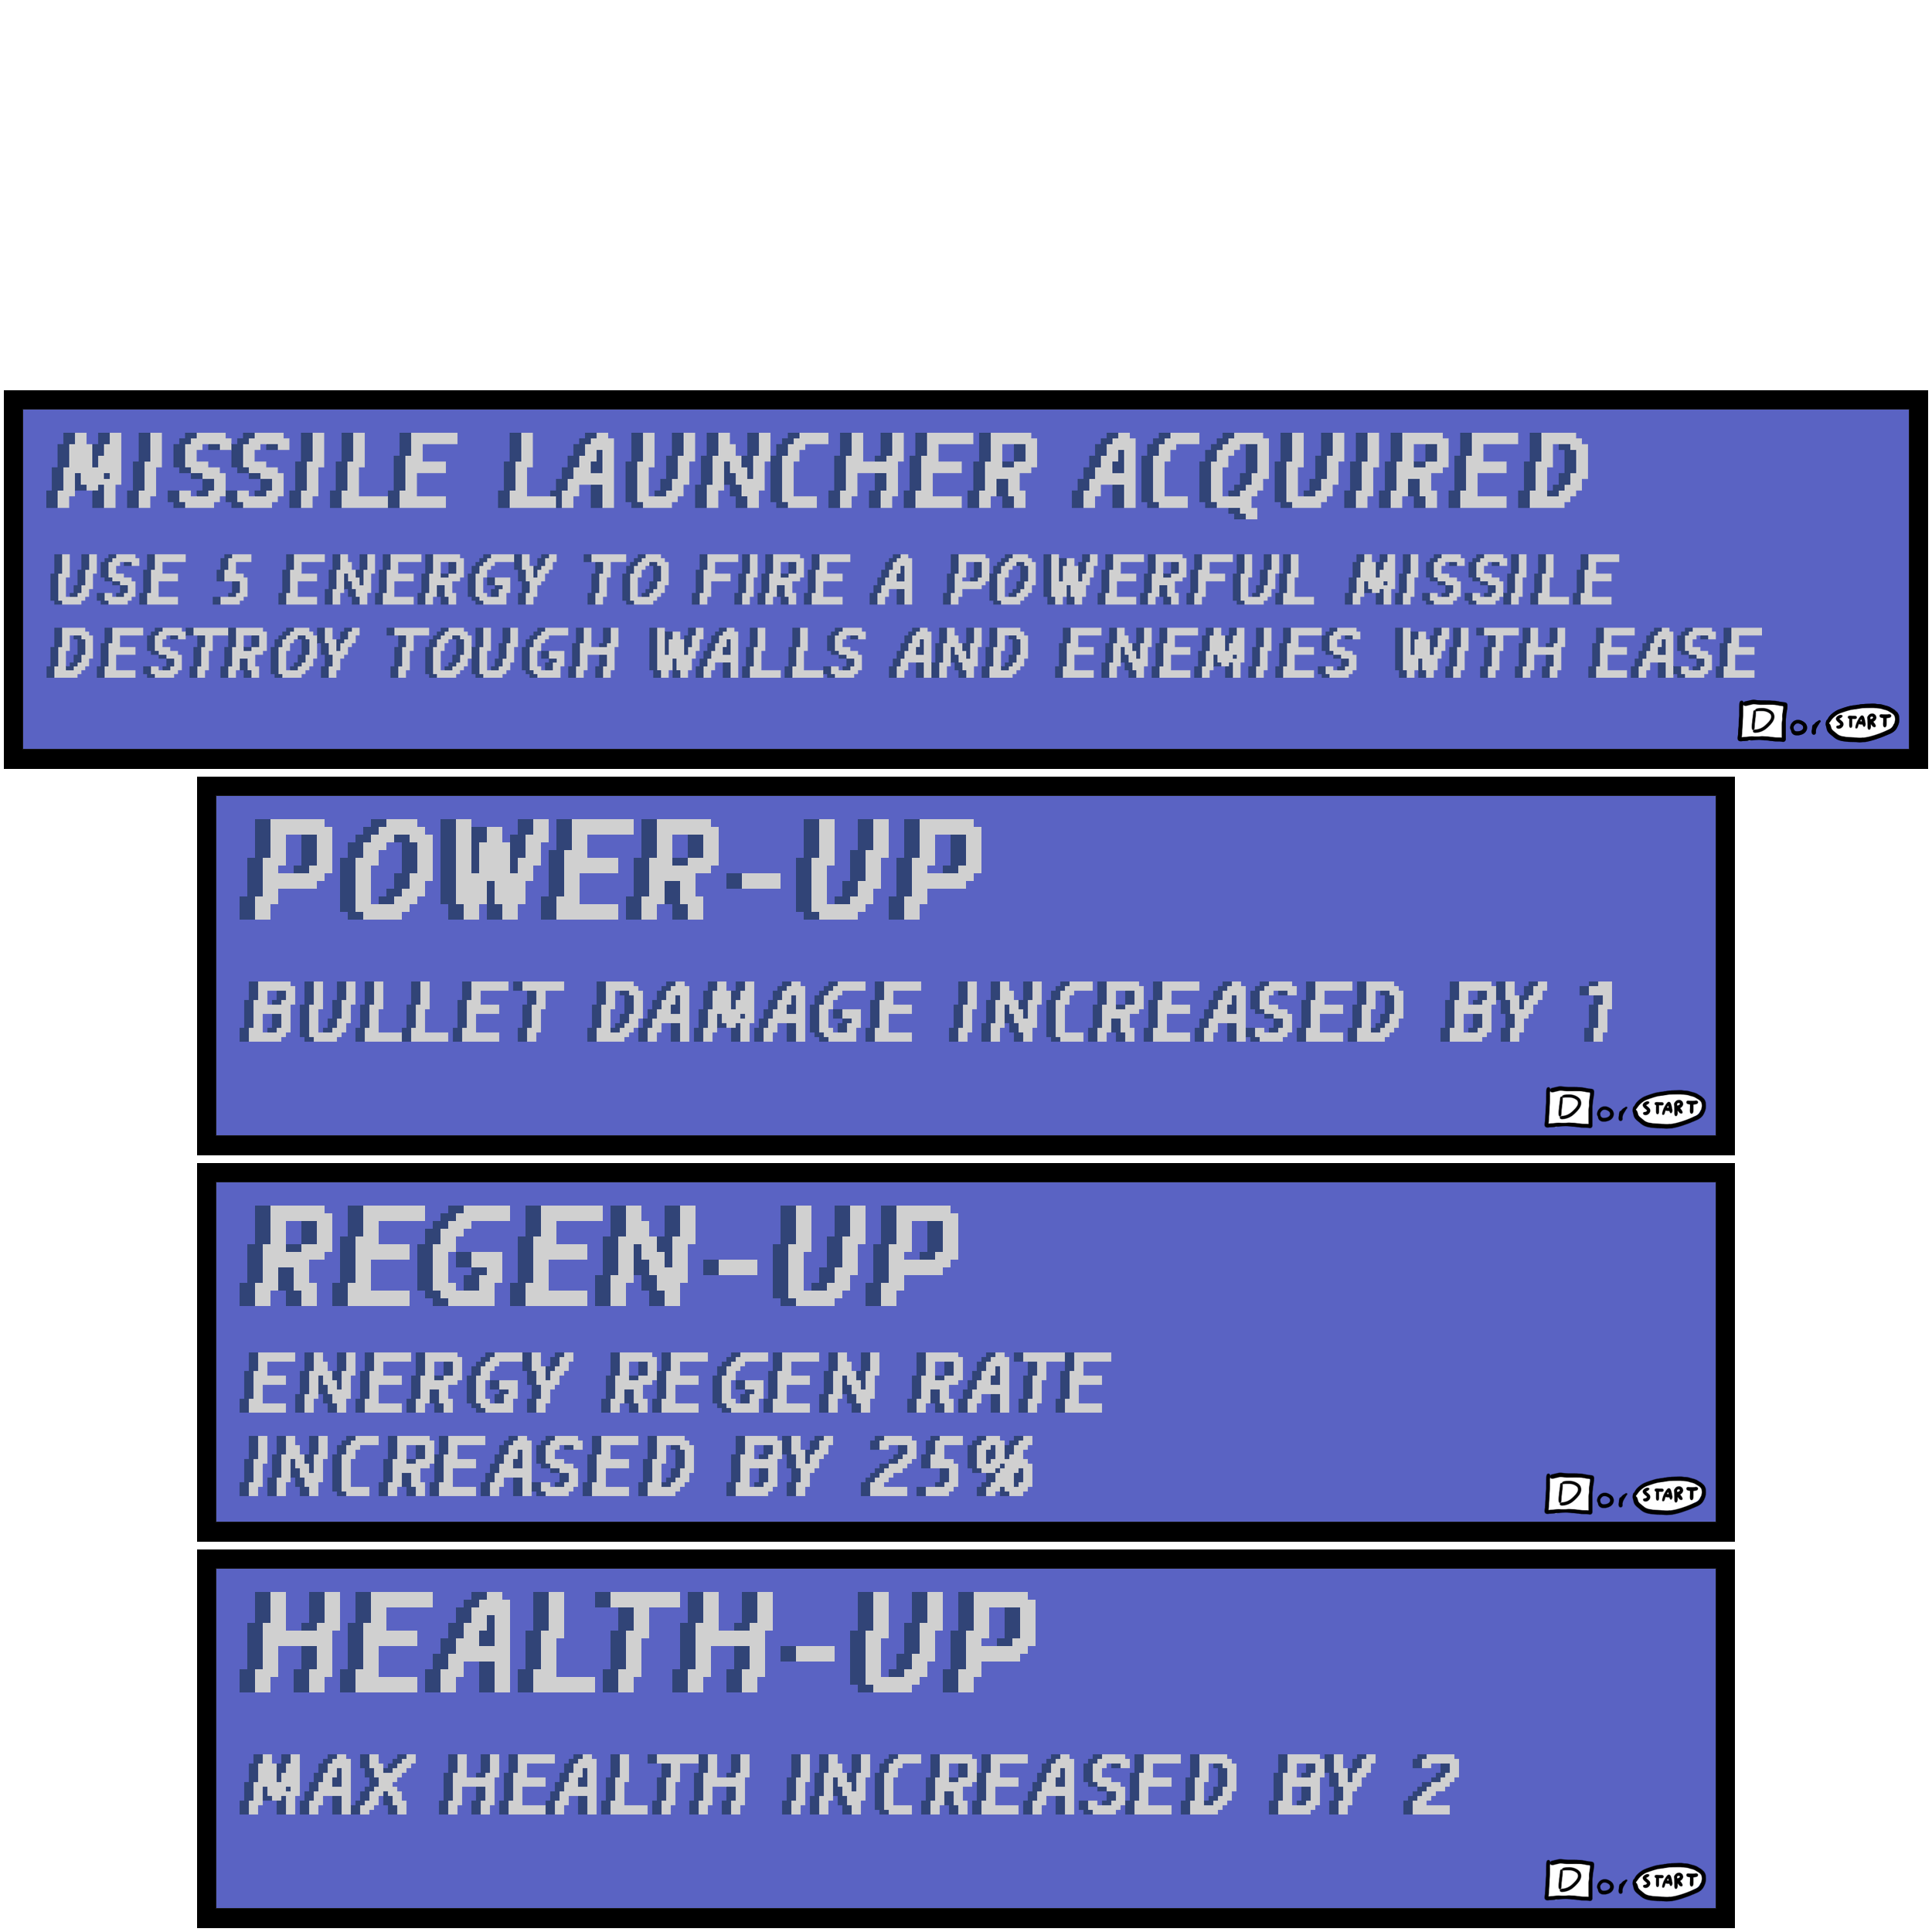 MISSILE LAUNCHER ACQUIRED
USE 5 ENERGY TO FIRE A POWERFUL MISSILE
DESTROY TOUGH WALLS AND ENEMIES WITH EASE
D or START
POWER-UP
BULLET DAMAGE INCREASED BY 1
D or START
REGEN-UP
ENERGY REGEN RATE
INCREASED BY 25%
D or START
HEALTH-UP
MAX HEALTH INCREASED BY 2
D or START